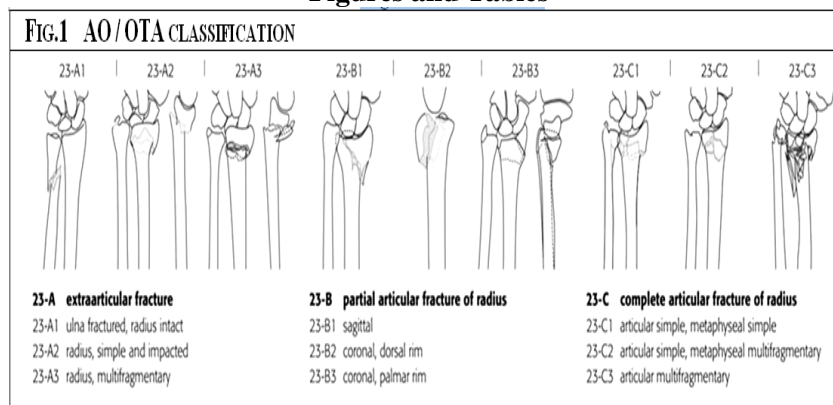 Figures and Tables
FIG.1 AO / OTA CLASSIFICATION
23-A1 | 23-A2 | 23-A3 23-B1 | 23-B2 | 23-B3 23-C1 | 23-C2 | 23-C3
23-A extraarticular fracture
23-A1 ulna fractured, radius intact
23-A2 radius, simple and impacted
23-A3 radius, multifragmentary
23-B partial articular fracture of radius
23-B1 sagittal
23-B2 coronal, dorsal rim
23-B3 coronal, palmar rim
23-C complete articular fracture of radius
23-C1 articular simple, metaphyseal simple
23-C2 articular simple, metaphyseal multifragmentary
23-C3 articular multifragmentary